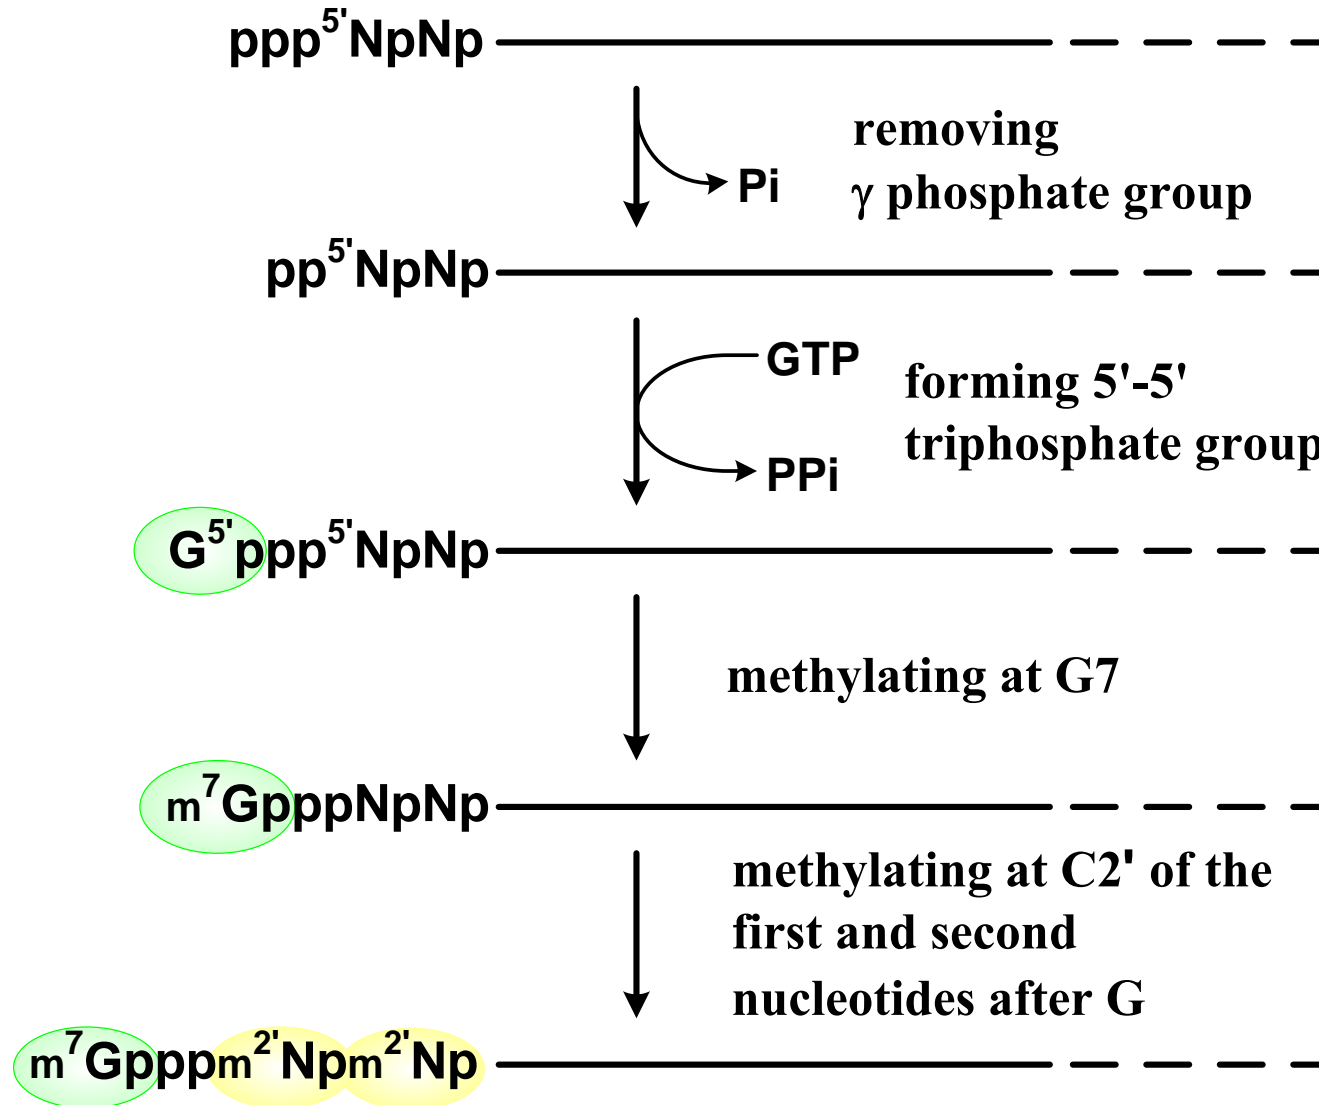 ppp5'NpNp
removing
Pi
γ phosphate group
pp5'NpNp
GTP
forming 5'-5'
triphosphate group
PPi
G5'ppp5'NpNp
methylating at G7
m7GpppNpNp
methylating at C2' of the
first and second
nucleotides after G
m7Gpppm2'Npm2'Np